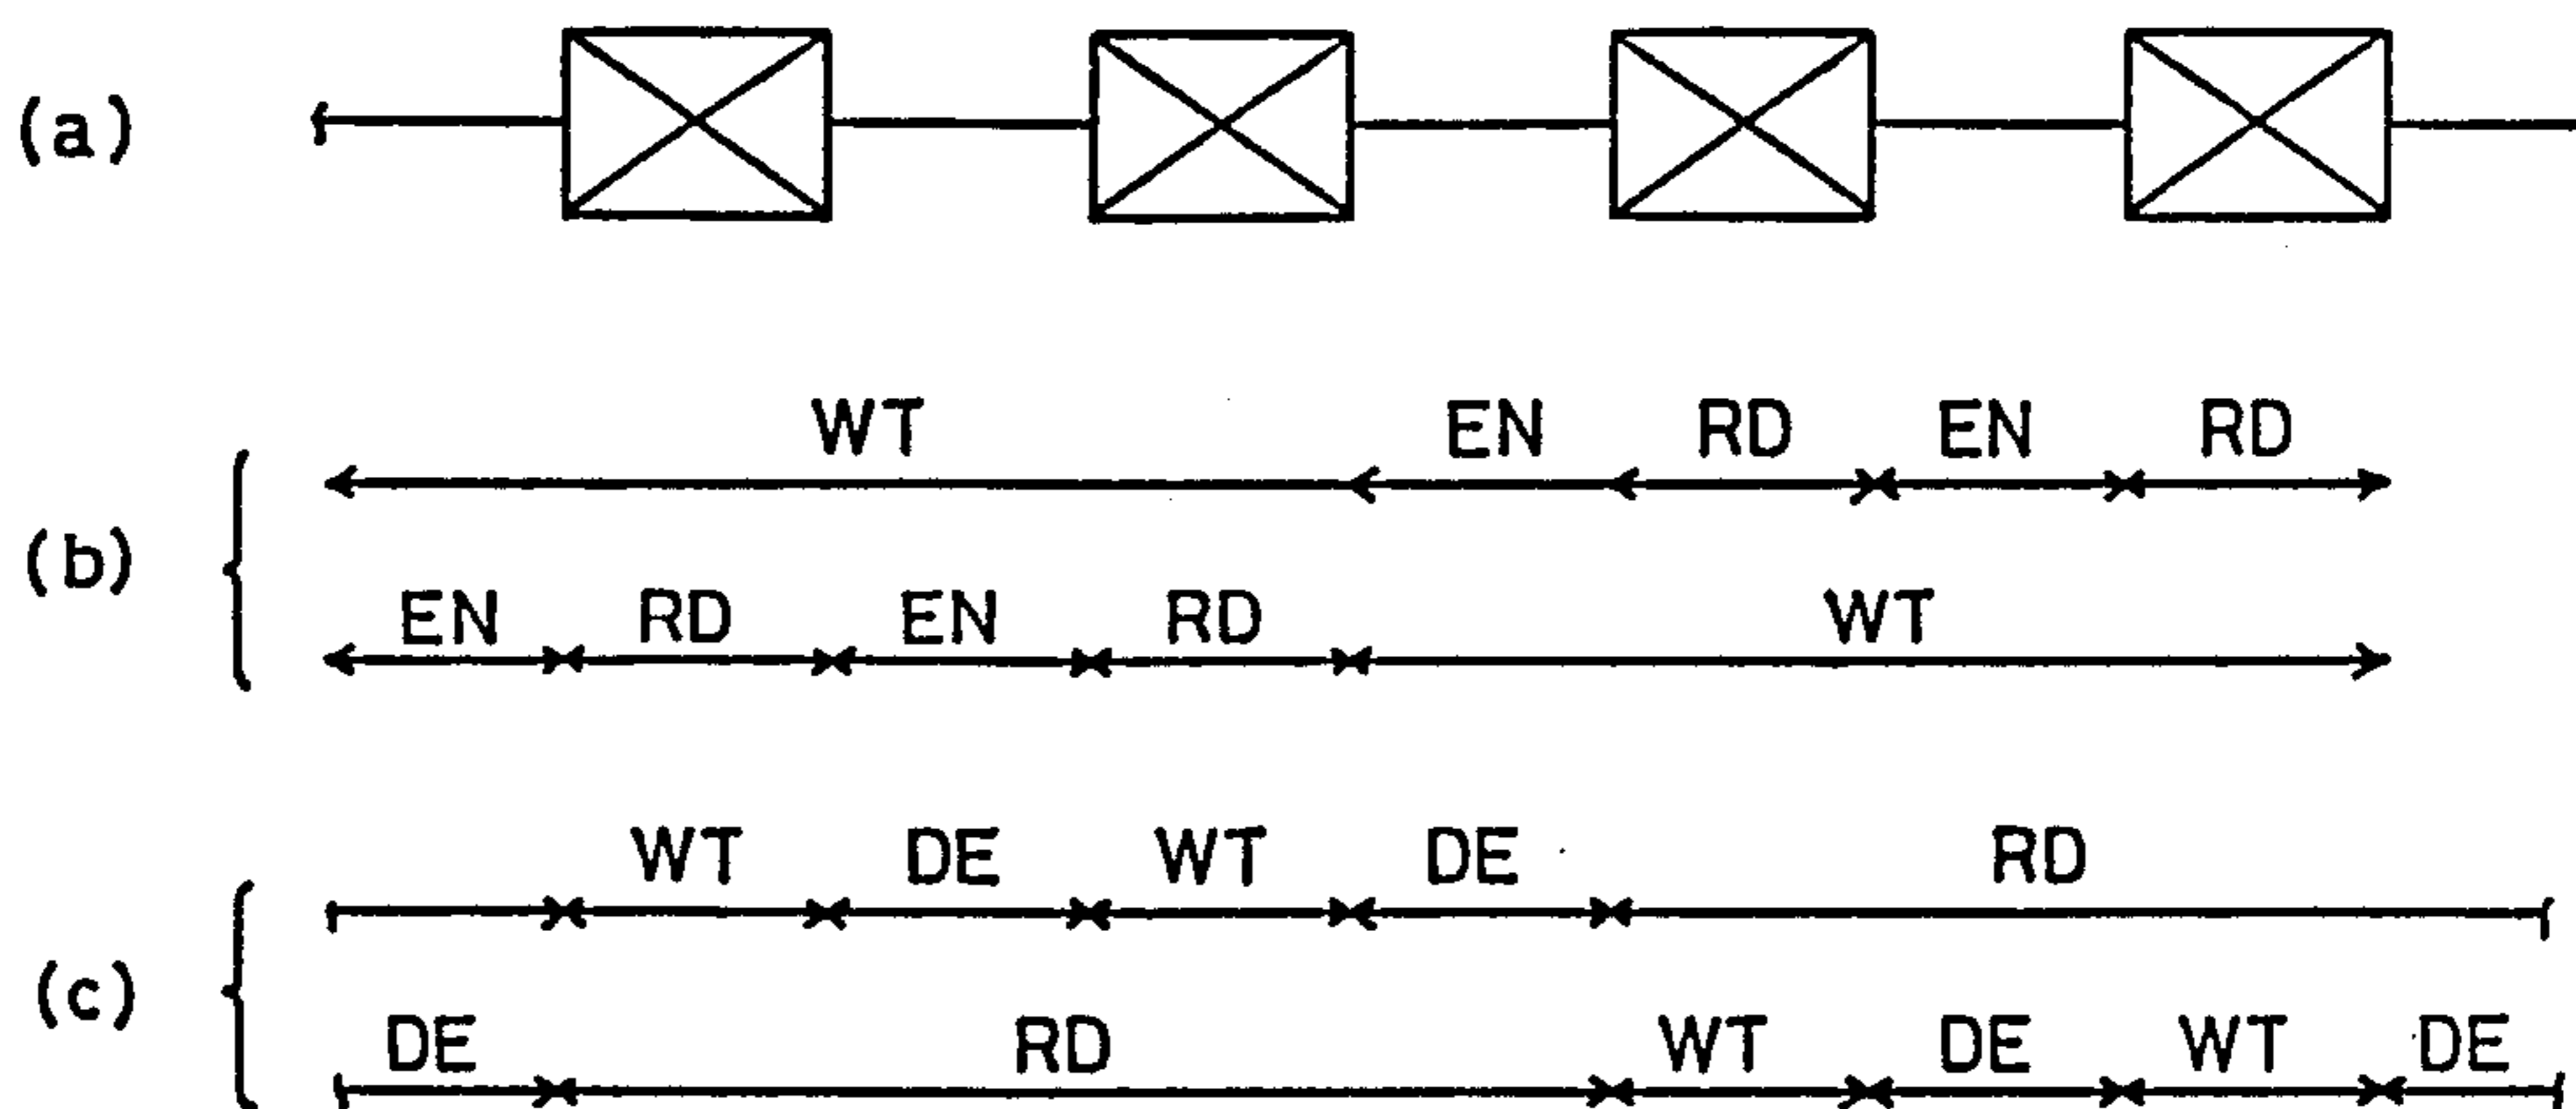 (a)
WT EN RD EN RD
(b)
EN RD EN RD WT
WT DE WT DE RD
(c)
DE RD WT DE WT DE